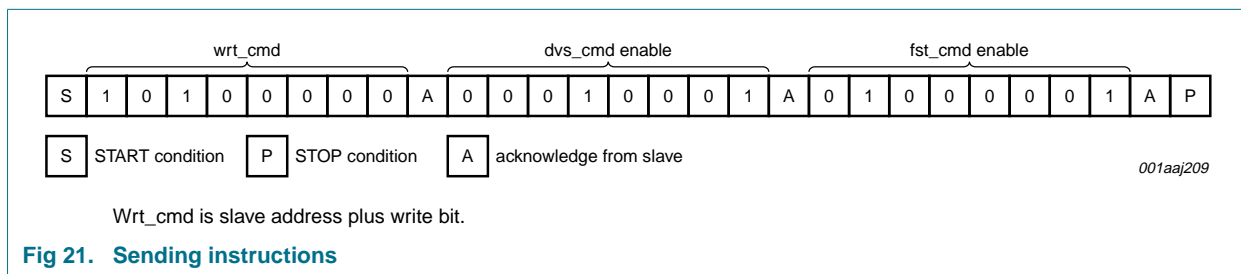 wrt_cmd dvs_cmd enable fst_cmd enable
S 1 0 1 0 0 0 0 0 A 0 0 0 1 0 0 0 1 A 0 1 0 0 0 0 0 1 A P
S START condition P STOP condition A acknowledge from slave
001aaj209
Wrt_cmd is slave address plus write bit.
Fig 21. Sending instructions